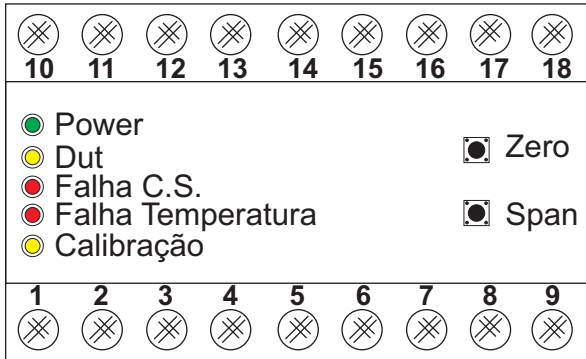 10 11 12 13 14 15 16 17 18
Power
Dut
Falha C.S.
Falha Temperatura
Calibração
Zero
Span
1 2 3 4 5 6 7 8 9